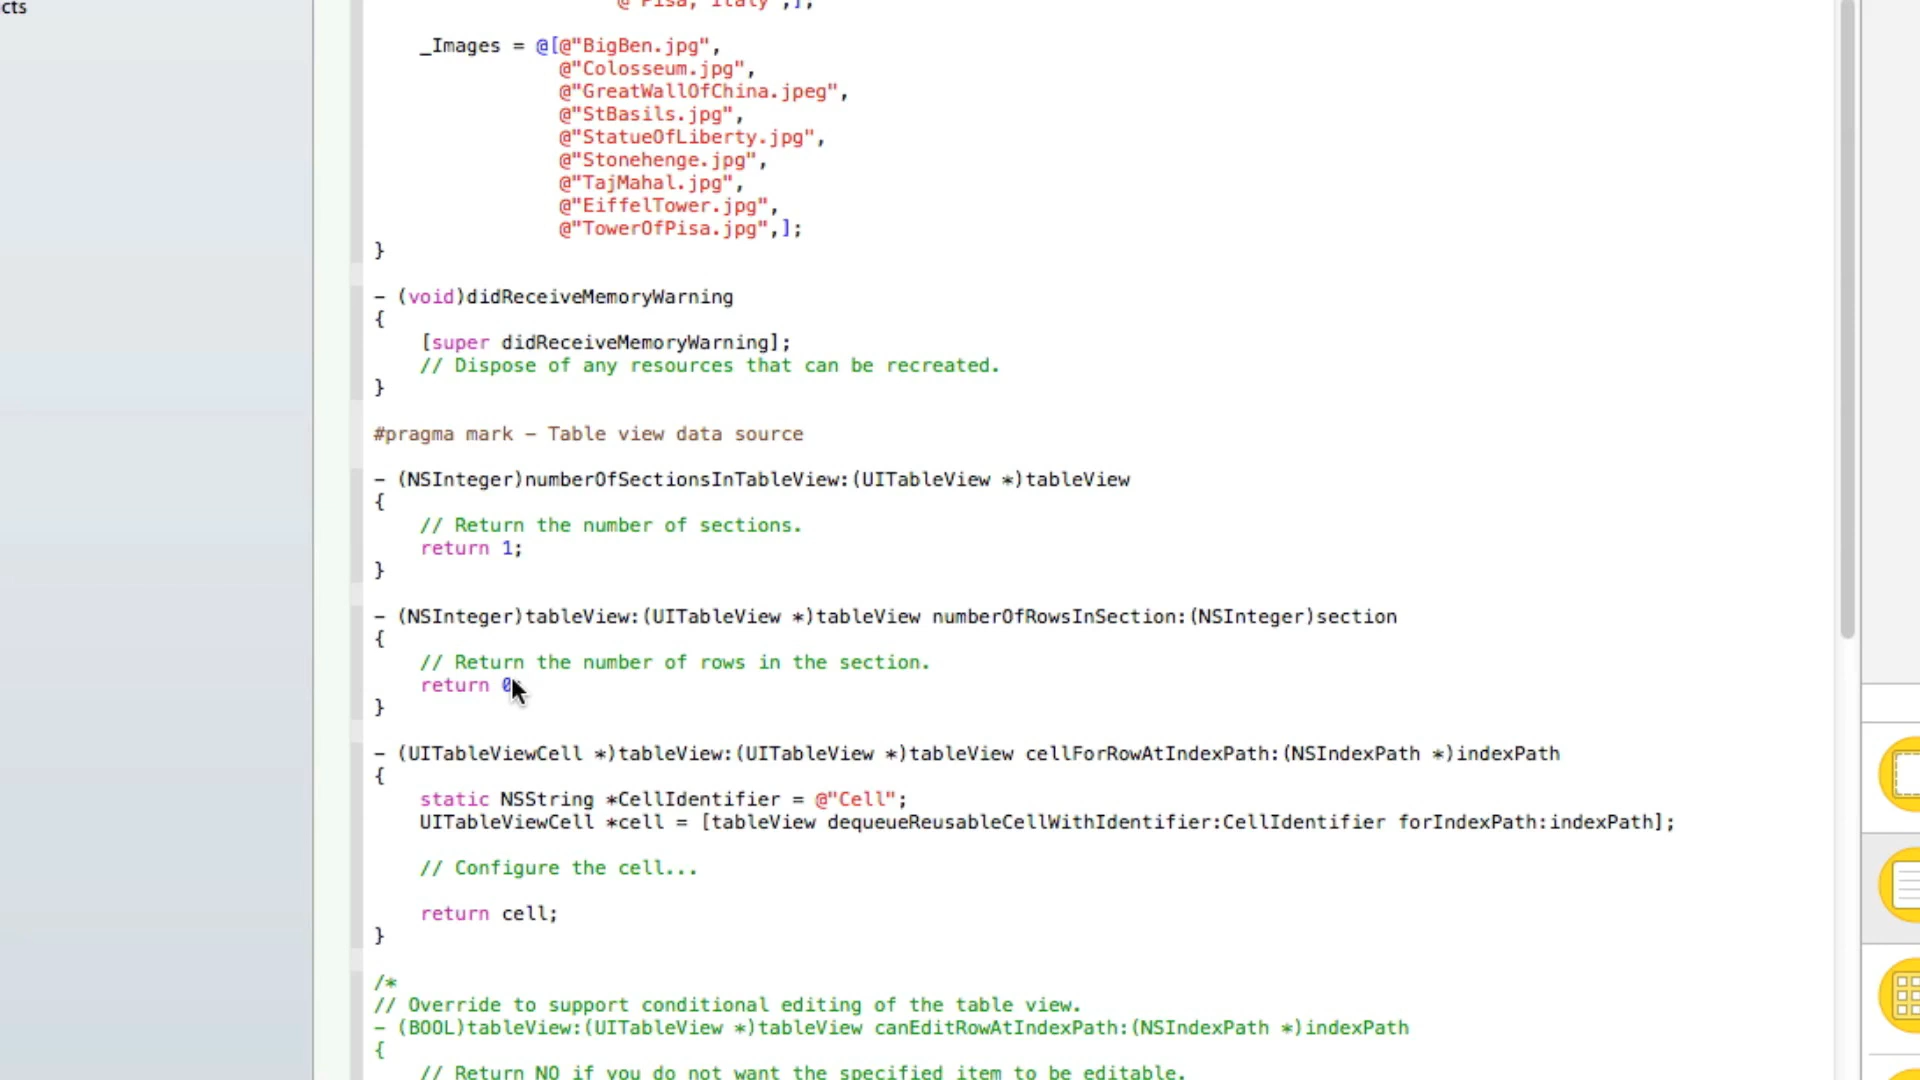 cts
@"Pisa, Italy",];
_Images = @[@"BigBen.jpg",
@"Colosseum.jpg",
@"GreatWallOfChina.jpeg",
@"StBasils.jpg",
@"StatueOfLiberty.jpg",
@"Stonehenge.jpg",
@"TajMahal.jpg",
@"EiffelTower.jpg",
@"TowerOfPisa.jpg",];
}
- (void)didReceiveMemoryWarning
{
[super didReceiveMemoryWarning];
// Dispose of any resources that can be recreated.
}
#pragma mark - Table view data source
- (NSInteger)numberOfSectionsInTableView:(UITableView *)tableView
{
// Return the number of sections.
return 1;
}
- (NSInteger)tableView:(UITableView *)tableView numberOfRowsInSection:(NSInteger)section
{
// Return the number of rows in the section.
return 0;
}
- (UITableViewCell *)tableView:(UITableView *)tableView cellForRowAtIndexPath:(NSIndexPath *)indexPath
{
static NSString *CellIdentifier = @"Cell";
UITableViewCell *cell = [tableView dequeueReusableCellWithIdentifier:CellIdentifier forIndexPath:indexPath];
// Configure the cell...
return cell;
}
/*
// Override to support conditional editing of the table view.
- (BOOL)tableView:(UITableView *)tableView canEditRowAtIndexPath:(NSIndexPath *)indexPath
{
// Return NO if you do not want the specified item to be editable.